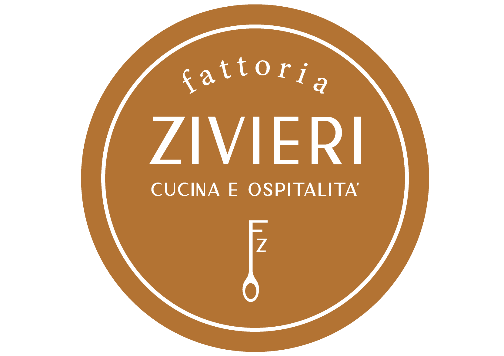 fattoria
ZIVIERI
CUCINA E OSPITALITA'
FZ